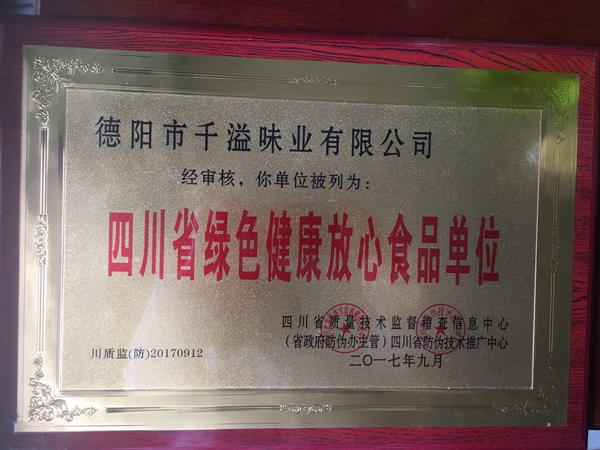 德阳市千溢味业有限公司
经审核，你单位被列为：
四川省绿色健康放心食品单位
四川省质量技术监督稽查信息中心
（省政府防伪办主管）四川省防伪技术推广中心
川质监(防)20170912
二〇一七年九月